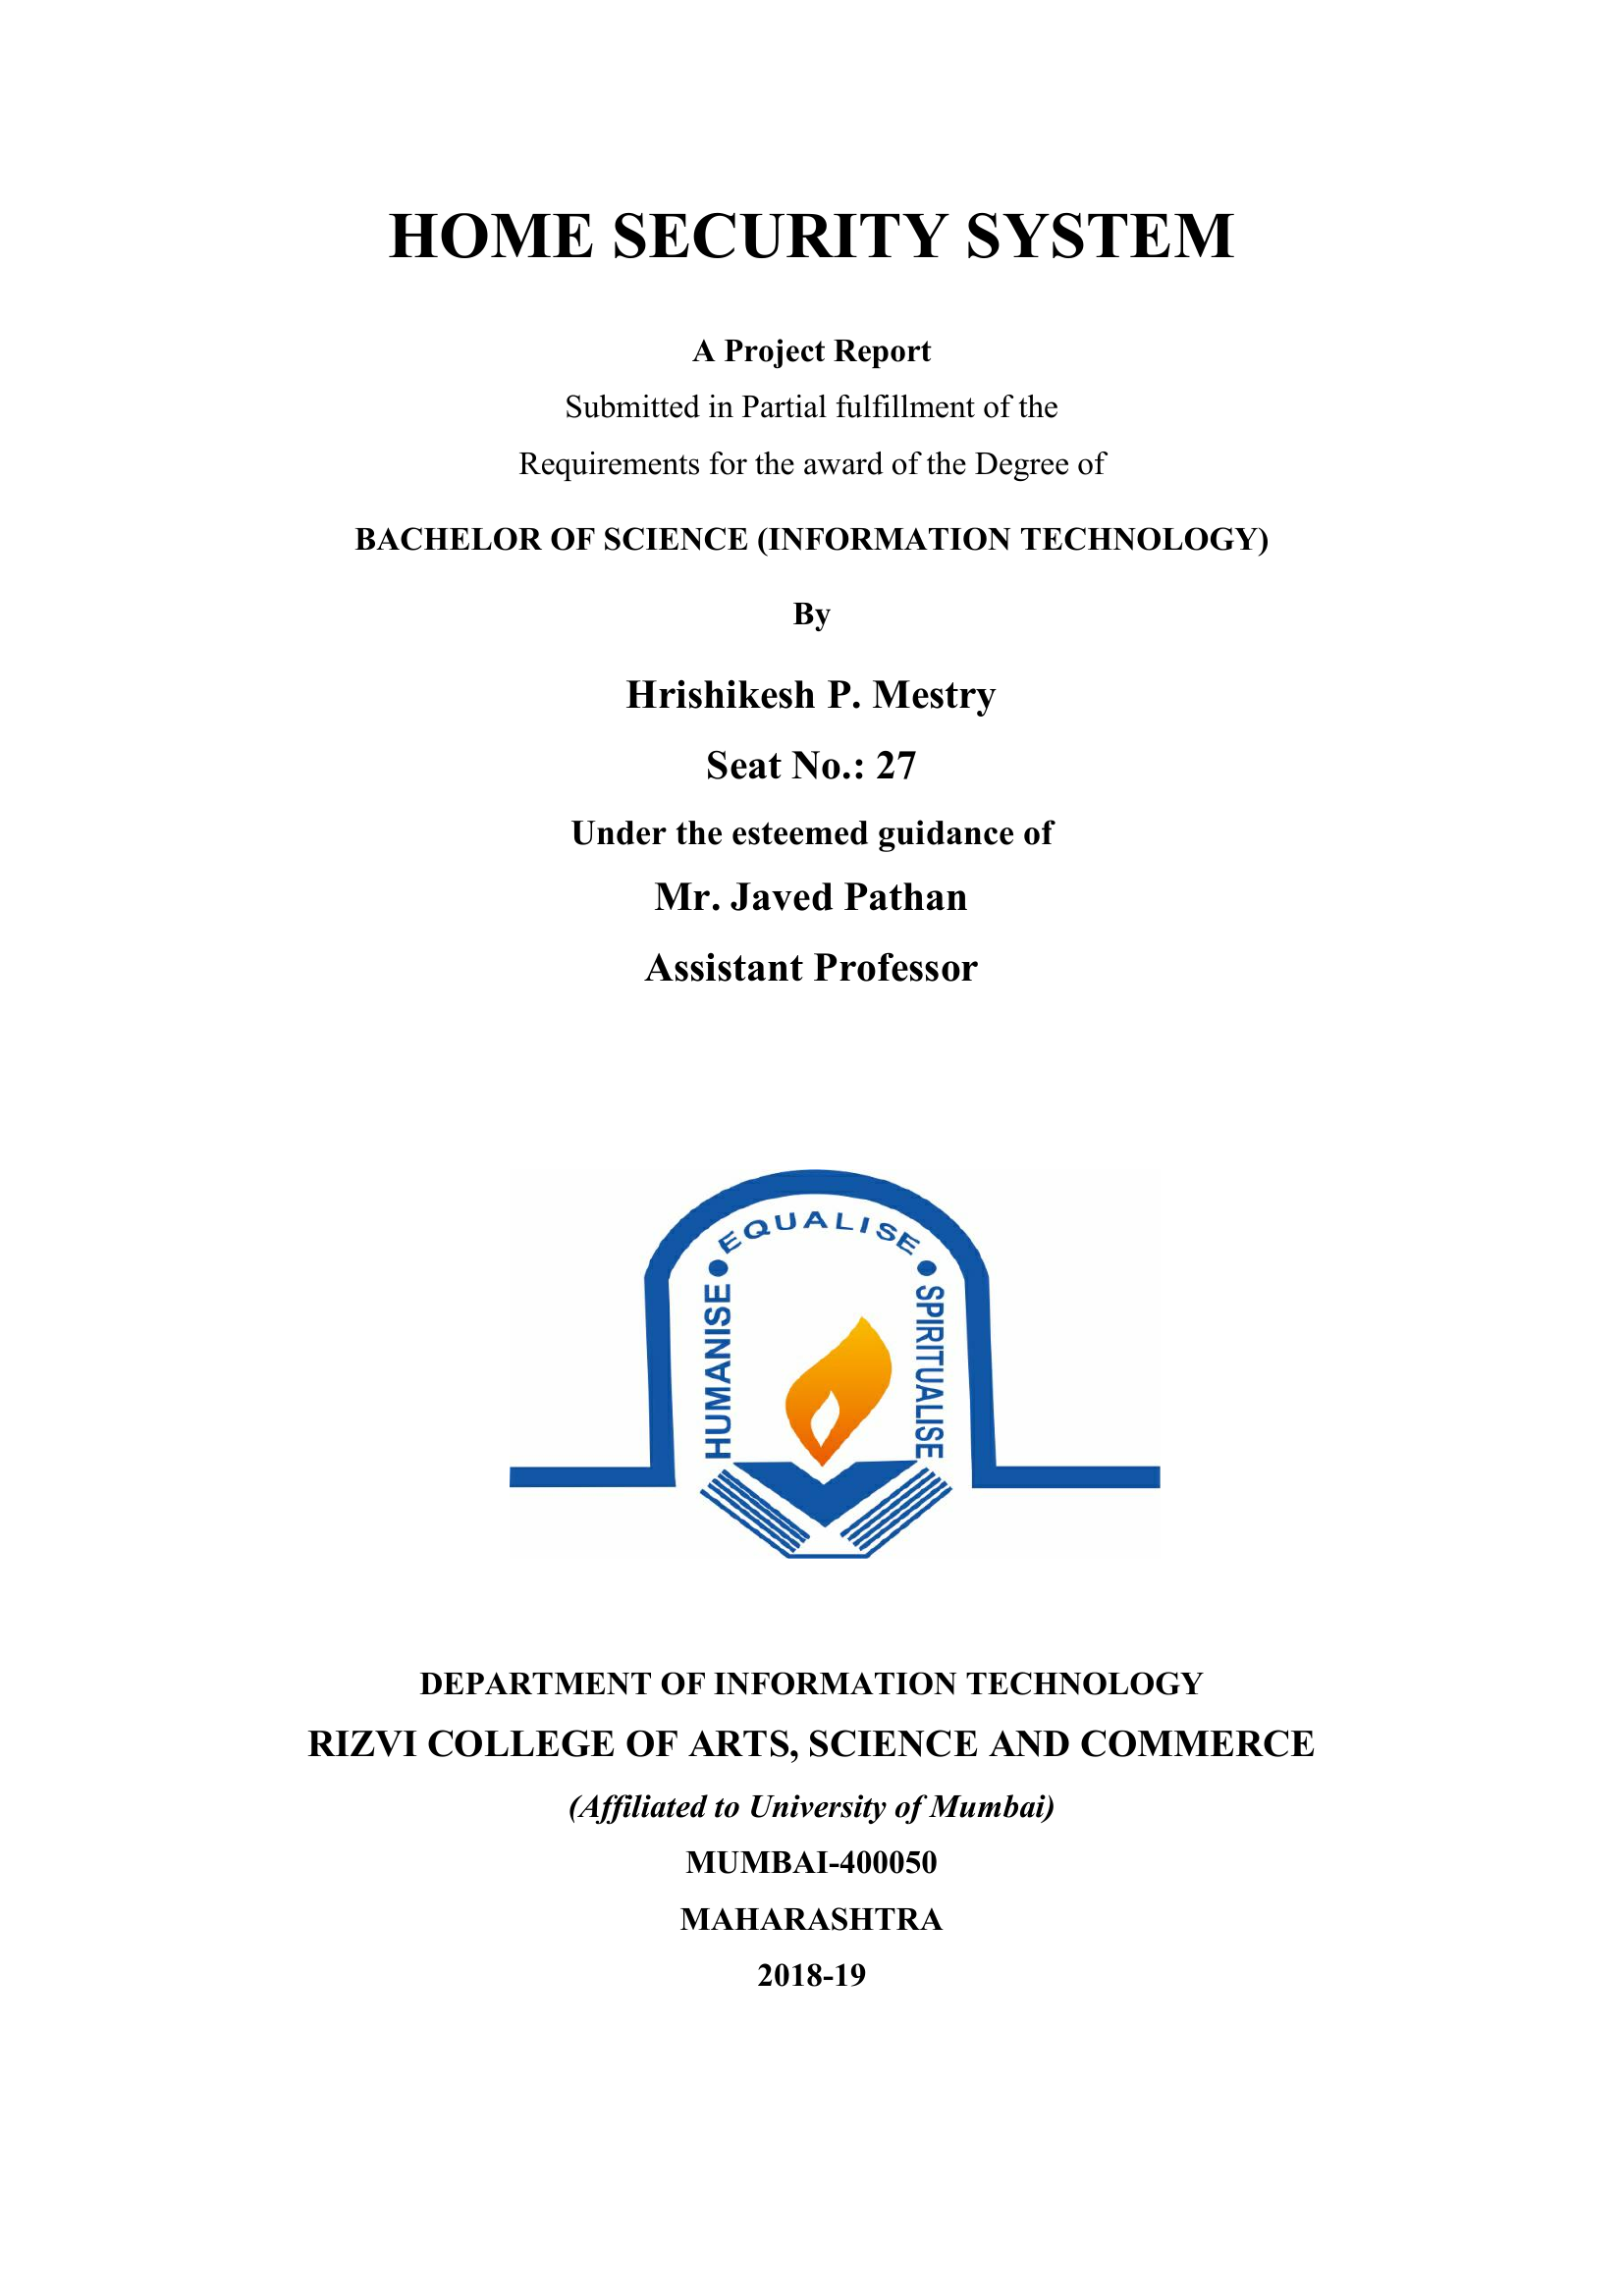 HOME SECURITY SYSTEM
A Project Report
Submitted in Partial fulfillment of the
Requirements for the award of the Degree of
BACHELOR OF SCIENCE (INFORMATION TECHNOLOGY)
By
Hrishikesh P. Mestry
Seat No.: 27
Under the esteemed guidance of
Mr. Javed Pathan
Assistant Professor
HUMANISE • EQUALISE • SPIRITUALISE
DEPARTMENT OF INFORMATION TECHNOLOGY
RIZVI COLLEGE OF ARTS, SCIENCE AND COMMERCE
(Affiliated to University of Mumbai)
MUMBAI-400050
MAHARASHTRA
2018-19